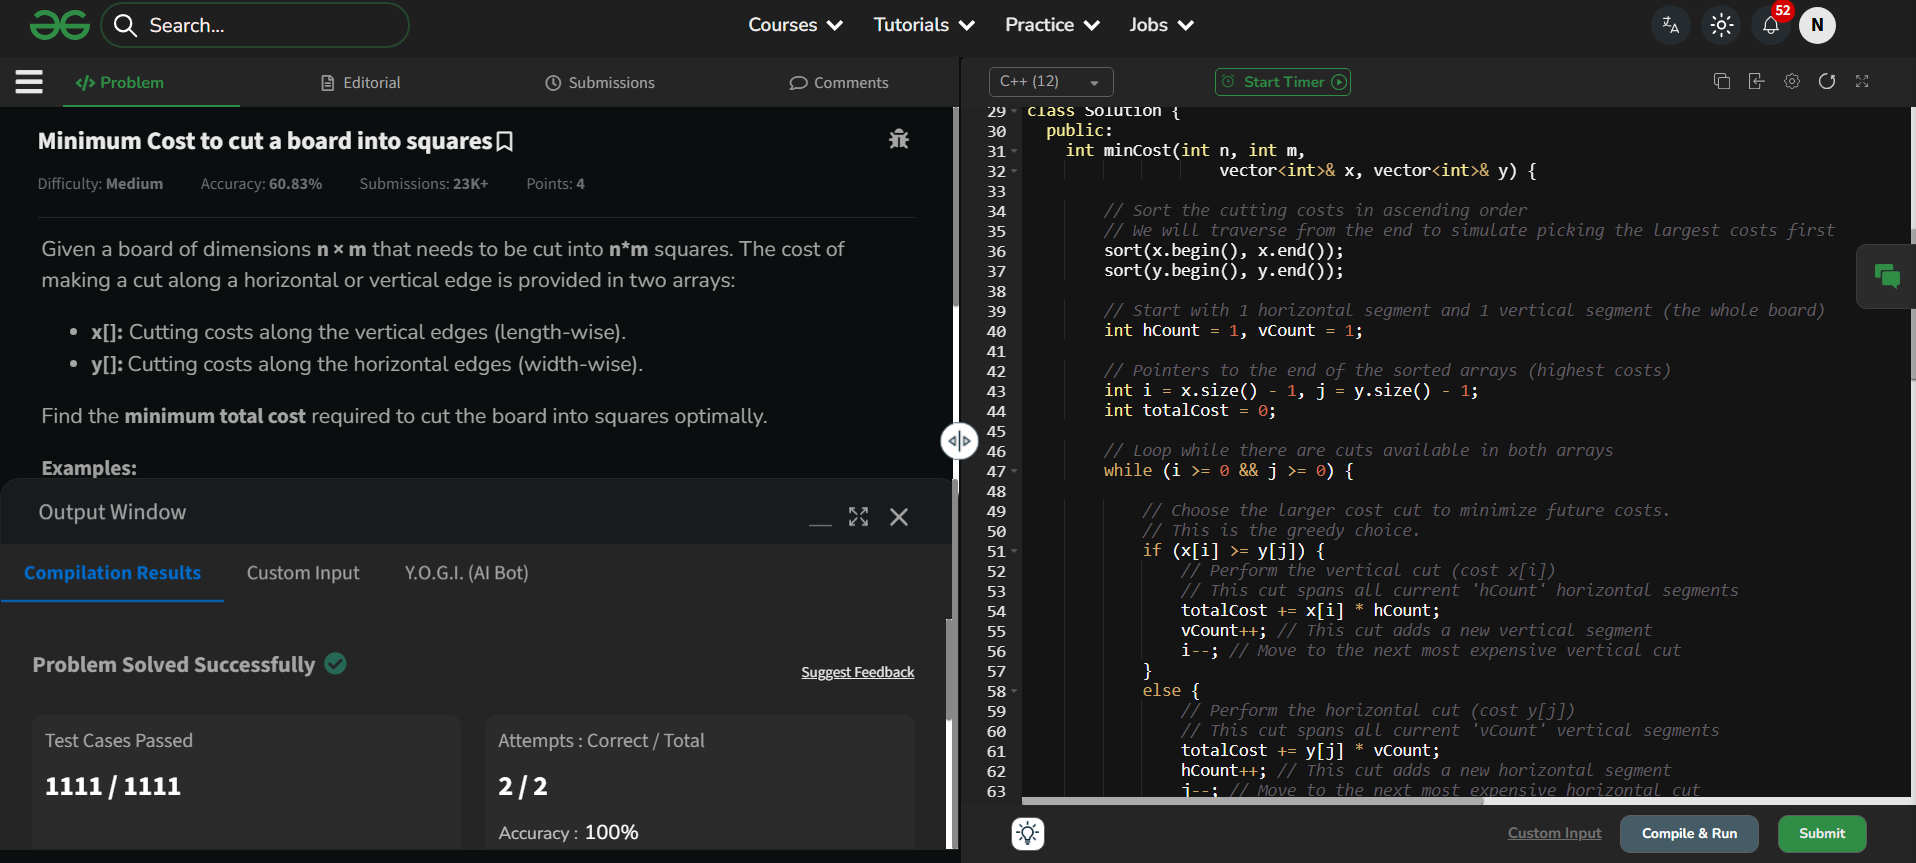 Search...
Courses
Tutorials
Practice
Jobs
52
N
Problem
Editorial
Submissions
Comments
Minimum Cost to cut a board into squares
Difficulty: Medium Accuracy: 60.83% Submissions: 23K+ Points: 4
Given a board of dimensions n × m that needs to be cut into n*m squares. The cost of
making a cut along a horizontal or vertical edge is provided in two arrays:
• x[]: Cutting costs along the vertical edges (length-wise).
• y[]: Cutting costs along the horizontal edges (width-wise).
Find the minimum total cost required to cut the board into squares optimally.
Examples:
Output Window
Compilation Results
Custom Input
Y.O.G.I. (AI Bot)
Problem Solved Successfully
Suggest Feedback
Test Cases Passed
1111 / 1111
Attempts : Correct / Total
2 / 2
Accuracy : 100%
C++ (12)
Start Timer
29 class Solution {
30 public:
31 int minCost(int n, int m,
32 vector<int>& x, vector<int>& y) {
33
34 // Sort the cutting costs in ascending order
35 // We will traverse from the end to simulate picking the largest costs first
36 sort(x.begin(), x.end());
37 sort(y.begin(), y.end());
38
39 // Start with 1 horizontal segment and 1 vertical segment (the whole board)
40 int hCount = 1, vCount = 1;
41
42 // Pointers to the end of the sorted arrays (highest costs)
43 int i = x.size() - 1, j = y.size() - 1;
44 int totalCost = 0;
45
46 // Loop while there are cuts available in both arrays
47 while (i >= 0 && j >= 0) {
48
49 // Choose the larger cost cut to minimize future costs.
50 // This is the greedy choice.
51 if (x[i] >= y[j]) {
52 // Perform the vertical cut (cost x[i])
53 // This cut spans all current 'hCount' horizontal segments
54 totalCost += x[i] * hCount;
55 vCount++; // This cut adds a new vertical segment
56 i--; // Move to the next most expensive vertical cut
57 }
58 else {
59 // Perform the horizontal cut (cost y[j])
60 // This cut spans all current 'vCount' vertical segments
61 totalCost += y[j] * vCount;
62 hCount++; // This cut adds a new horizontal segment
63 j--; // Move to the next most expensive horizontal cut
Custom Input
Compile & Run
Submit